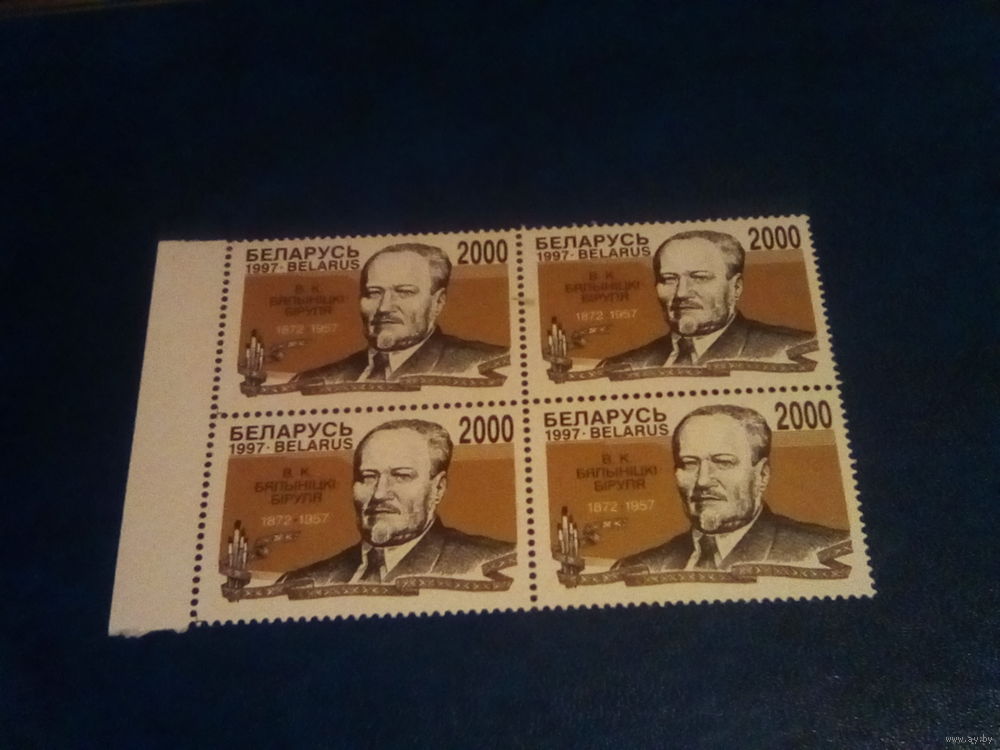 БЕЛАРУСЬ 2000
1997 · BELARUS
В. К.
БЯЛЫНІЦКІ-
БІРУЛЯ
1872 1957
БЕЛАРУСЬ 2000
1997 · BELARUS
В. К.
БЯЛЫНІЦКІ-
БІРУЛЯ
1872 1957
БЕЛАРУСЬ 2000
1997 · BELARUS
В. К.
БЯЛЫНІЦКІ-
БІРУЛЯ
1872 1957
БЕЛАРУСЬ 2000
1997 · BELARUS
В. К.
БЯЛЫНІЦКІ-
БІРУЛЯ
1872 1957
www.ay.by